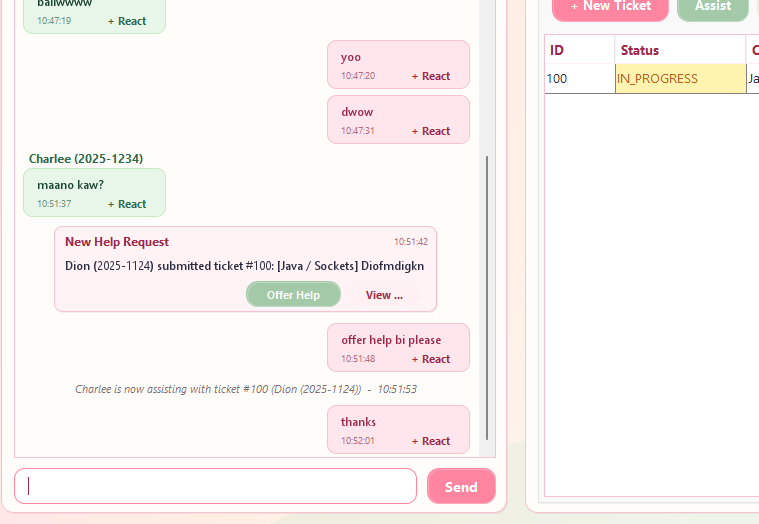 baliwwww
10:47:19 + React
yoo
10:47:20 + React
dwow
10:47:31 + React
Charlee (2025-1234)
maano kaw?
10:51:37 + React
New Help Request 10:51:42
Dion (2025-1124) submitted ticket #100: [Java / Sockets] Diofmdigkn
Offer Help View ...
offer help bi please
10:51:48 + React
Charlee is now assisting with ticket #100 (Dion (2025-1124)) - 10:51:53
thanks
10:52:01 + React
Send
+ New Ticket Assist
ID Status
100 IN_PROGRESS Ja